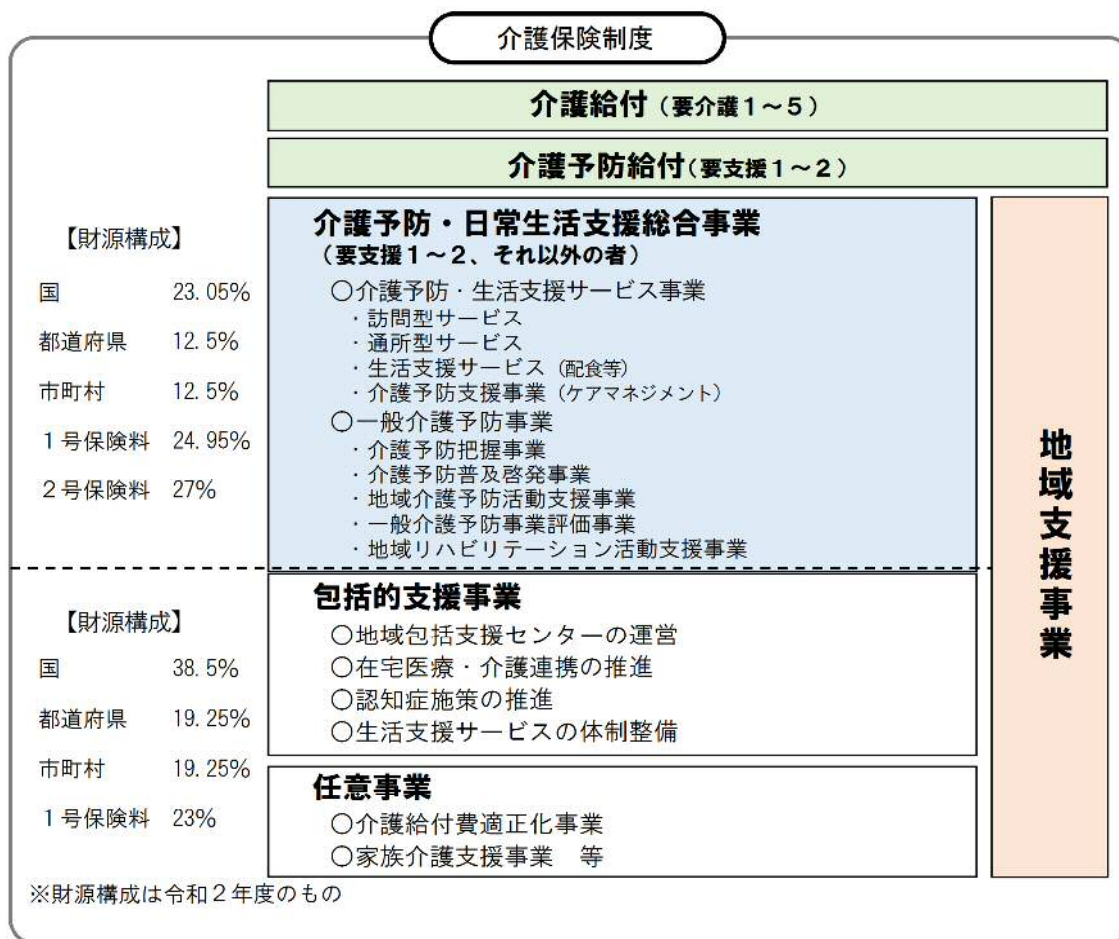 介護保険制度
介護給付（要介護１～５）
介護予防給付（要支援１～２）
【財源構成】
国 23.05%
都道府県 12.5%
市町村 12.5%
１号保険料 24.95%
２号保険料 27%
介護予防・日常生活支援総合事業
（要支援１～２、それ以外の者）
○介護予防・生活支援サービス事業
・訪問型サービス
・通所型サービス
・生活支援サービス（配食等）
・介護予防支援事業（ケアマネジメント）
○一般介護予防事業
・介護予防把握事業
・介護予防普及啓発事業
・地域介護予防活動支援事業
・一般介護予防事業評価事業
・地域リハビリテーション活動支援事業
地域支援事業
【財源構成】
国 38.5%
都道府県 19.25%
市町村 19.25%
１号保険料 23%
包括的支援事業
○地域包括支援センターの運営
○在宅医療・介護連携の推進
○認知症施策の推進
○生活支援サービスの体制整備
任意事業
○介護給付費適正化事業
○家族介護支援事業　等
※財源構成は令和２年度のもの